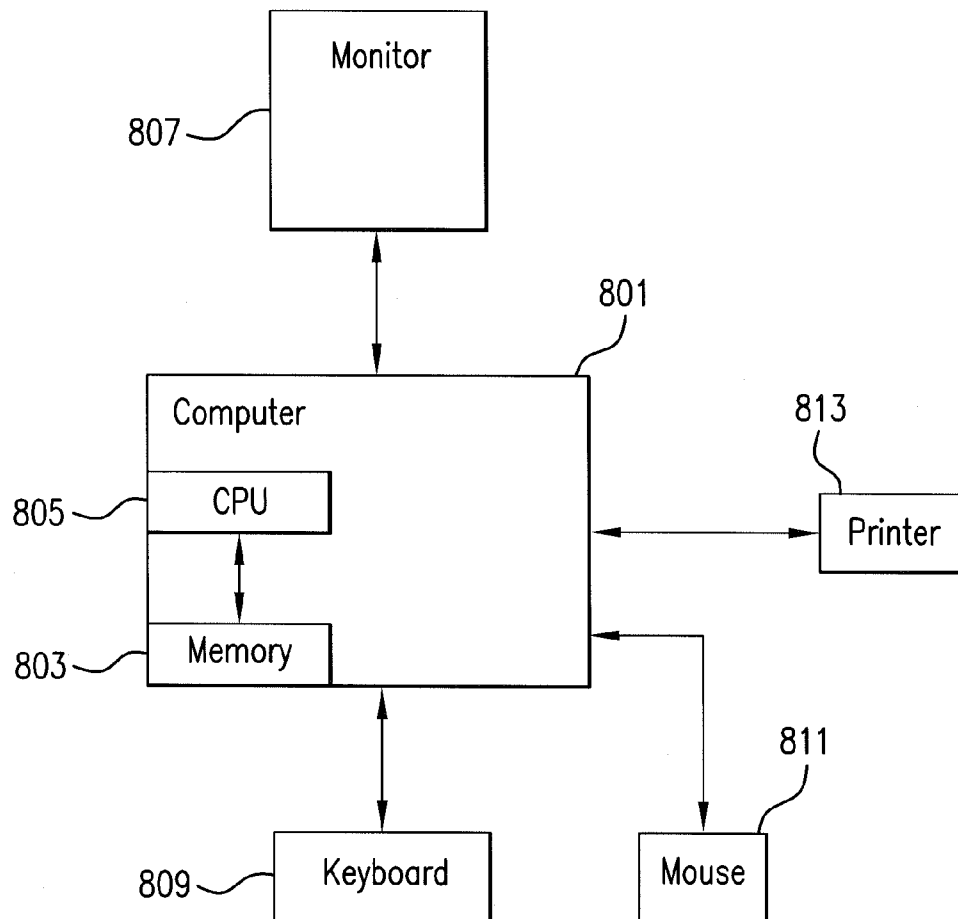 Monitor
807
801
Computer
813
805
CPU
Printer
803
Memory
811
809
Keyboard
Mouse